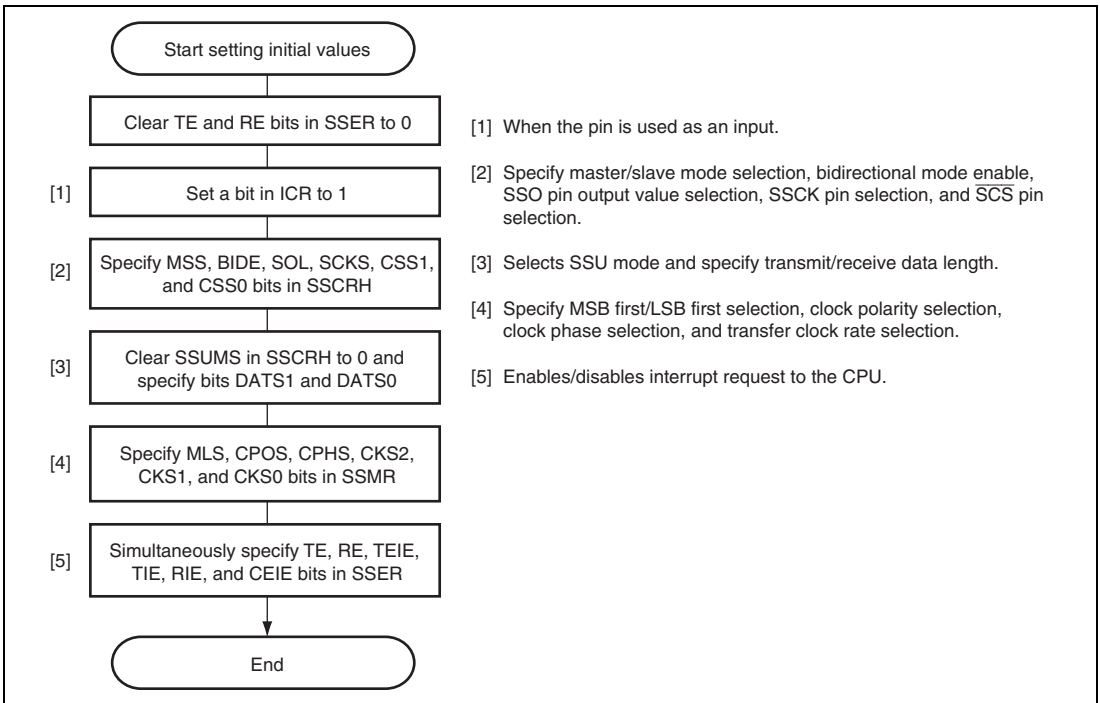 Start setting initial values
Clear TE and RE bits in SSER to 0
[1]
Set a bit in ICR to 1
[2]
Specify MSS, BIDE, SOL, SCKS, CSS1,
and CSS0 bits in SSCRH
[3]
Clear SSUMS in SSCRH to 0 and
specify bits DATS1 and DATS0
[4]
Specify MLS, CPOS, CPHS, CKS2,
CKS1, and CKS0 bits in SSMR
[5]
Simultaneously specify TE, RE, TEIE,
TIE, RIE, and CEIE bits in SSER
End
[1] When the pin is used as an input.
[2] Specify master/slave mode selection, bidirectional mode enable,
SSO pin output value selection, SSCK pin selection, and S̅C̅S̅ pin
selection.
[3] Selects SSU mode and specify transmit/receive data length.
[4] Specify MSB first/LSB first selection, clock polarity selection,
clock phase selection, and transfer clock rate selection.
[5] Enables/disables interrupt request to the CPU.